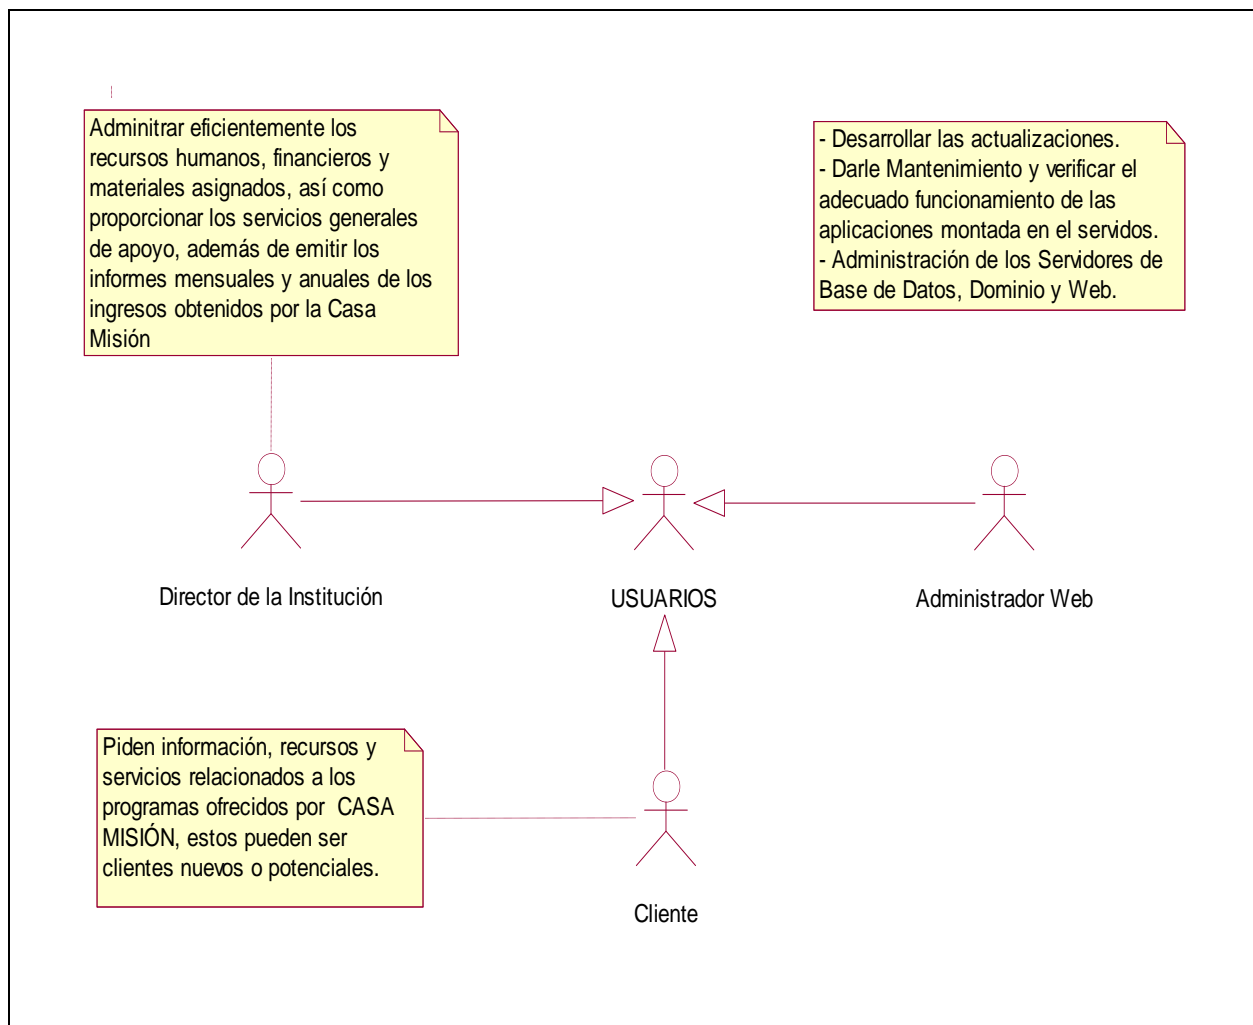 Adminitrar eficientemente los
recursos humanos, financieros y
materiales asignados, así como
proporcionar los servicios generales
de apoyo, además de emitir los
informes mensuales y anuales de los
ingresos obtenidos por la Casa
Misión
- Desarrollar las actualizaciones.
- Darle Mantenimiento y verificar el
adecuado funcionamiento de las
aplicaciones montada en el servidos.
- Administración de los Servidores de
Base de Datos, Dominio y Web.
Director de la Institución
USUARIOS
Administrador Web
Piden información, recursos y
servicios relacionados a los
programas ofrecidos por CASA
MISIÓN, estos pueden ser
clientes nuevos o potenciales.
Cliente